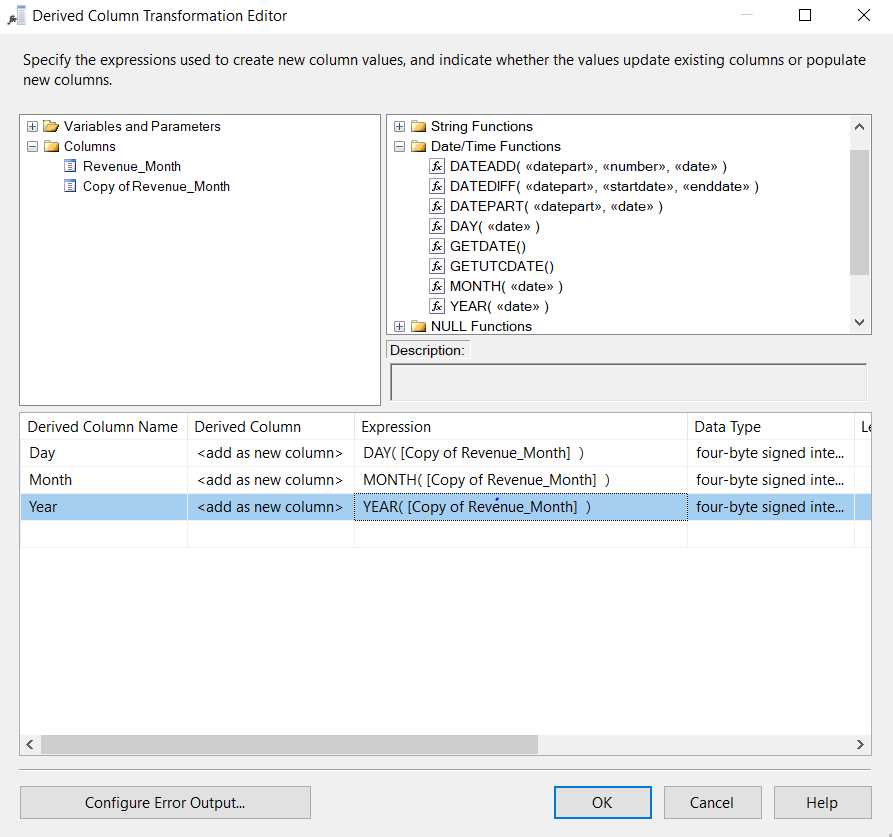 Derived Column Transformation Editor
Specify the expressions used to create new column values, and indicate whether the values update existing columns or populate
new columns.
Variables and Parameters
Columns
Revenue_Month
Copy of Revenue_Month
String Functions
Date/Time Functions
DATEADD( «datepart», «number», «date» )
DATEDIFF( «datepart», «startdate», «enddate» )
DATEPART( «datepart», «date» )
DAY( «date» )
GETDATE()
GETUTCDATE()
MONTH( «date» )
YEAR( «date» )
NULL Functions
Description:
Derived Column Name Derived Column Expression Data Type Le
Day <add as new column> DAY( [Copy of Revenue_Month] ) four-byte signed inte...
Month <add as new column> MONTH( [Copy of Revenue_Month] ) four-byte signed inte...
Year <add as new column> YEAR( [Copy of Revenue_Month] ) four-byte signed inte...
Configure Error Output... OK Cancel Help